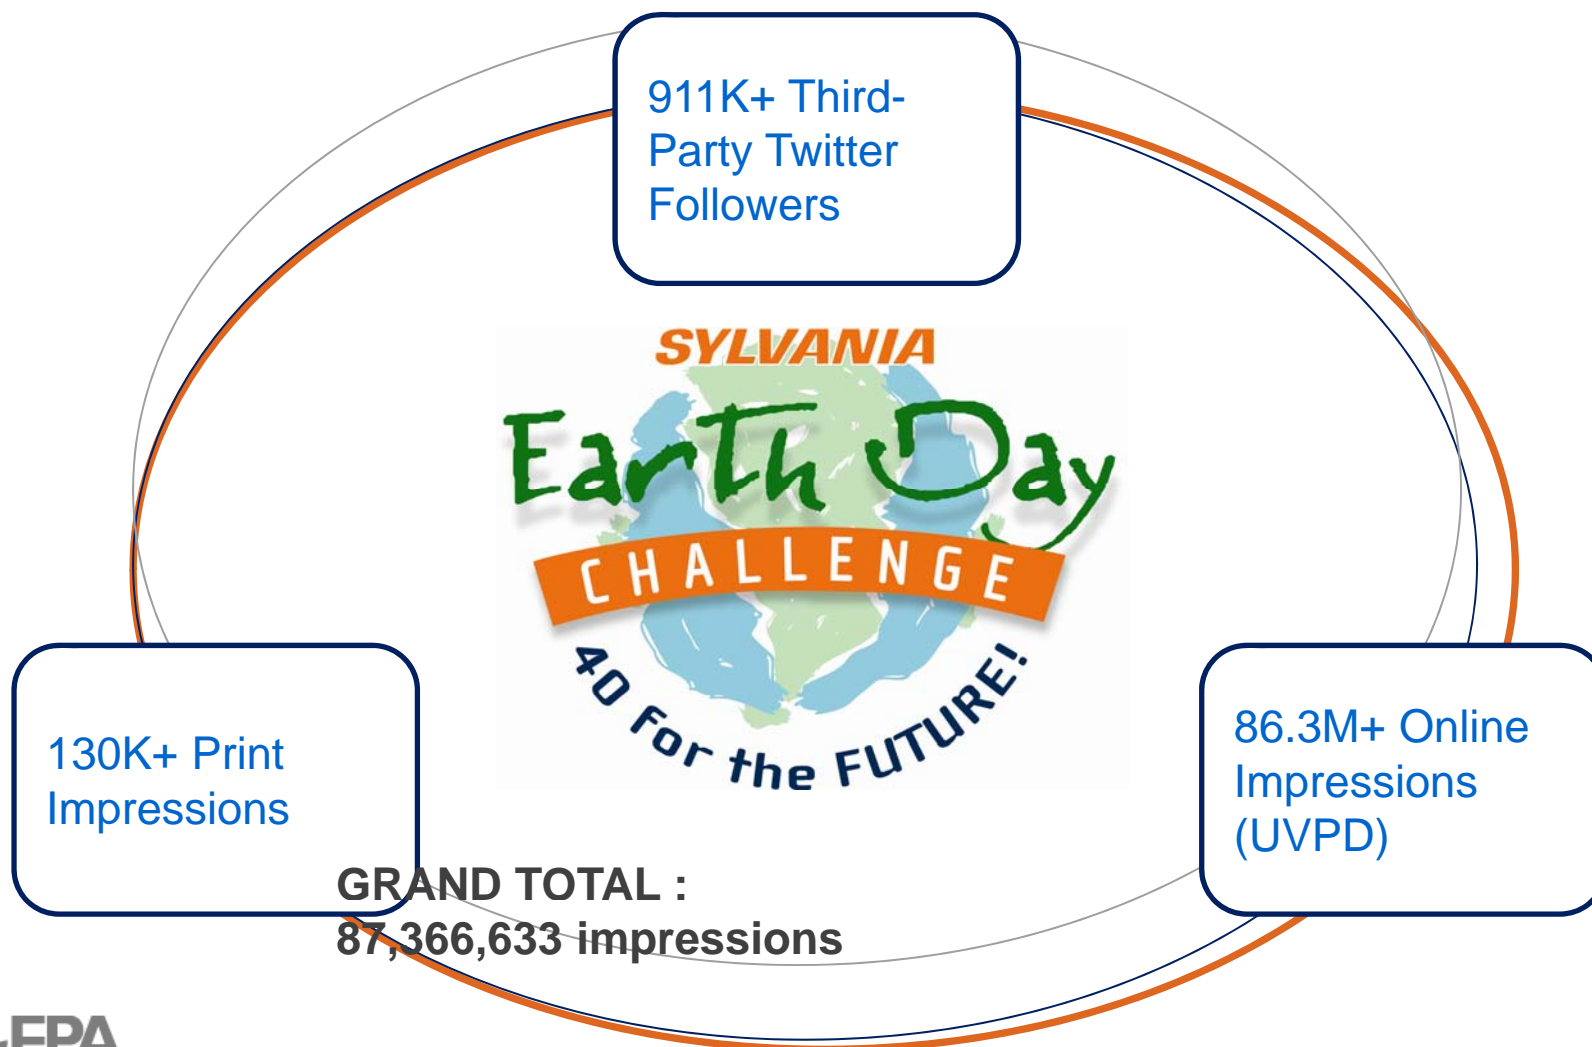 911K+ Third-
Party Twitter
Followers
SYLVANIA
Earth Day
CHALLENGE
40 for the FUTURE!
130K+ Print
Impressions
86.3M+ Online
Impressions
(UVPD)
GRAND TOTAL :
87,366,633 impressions
EPA